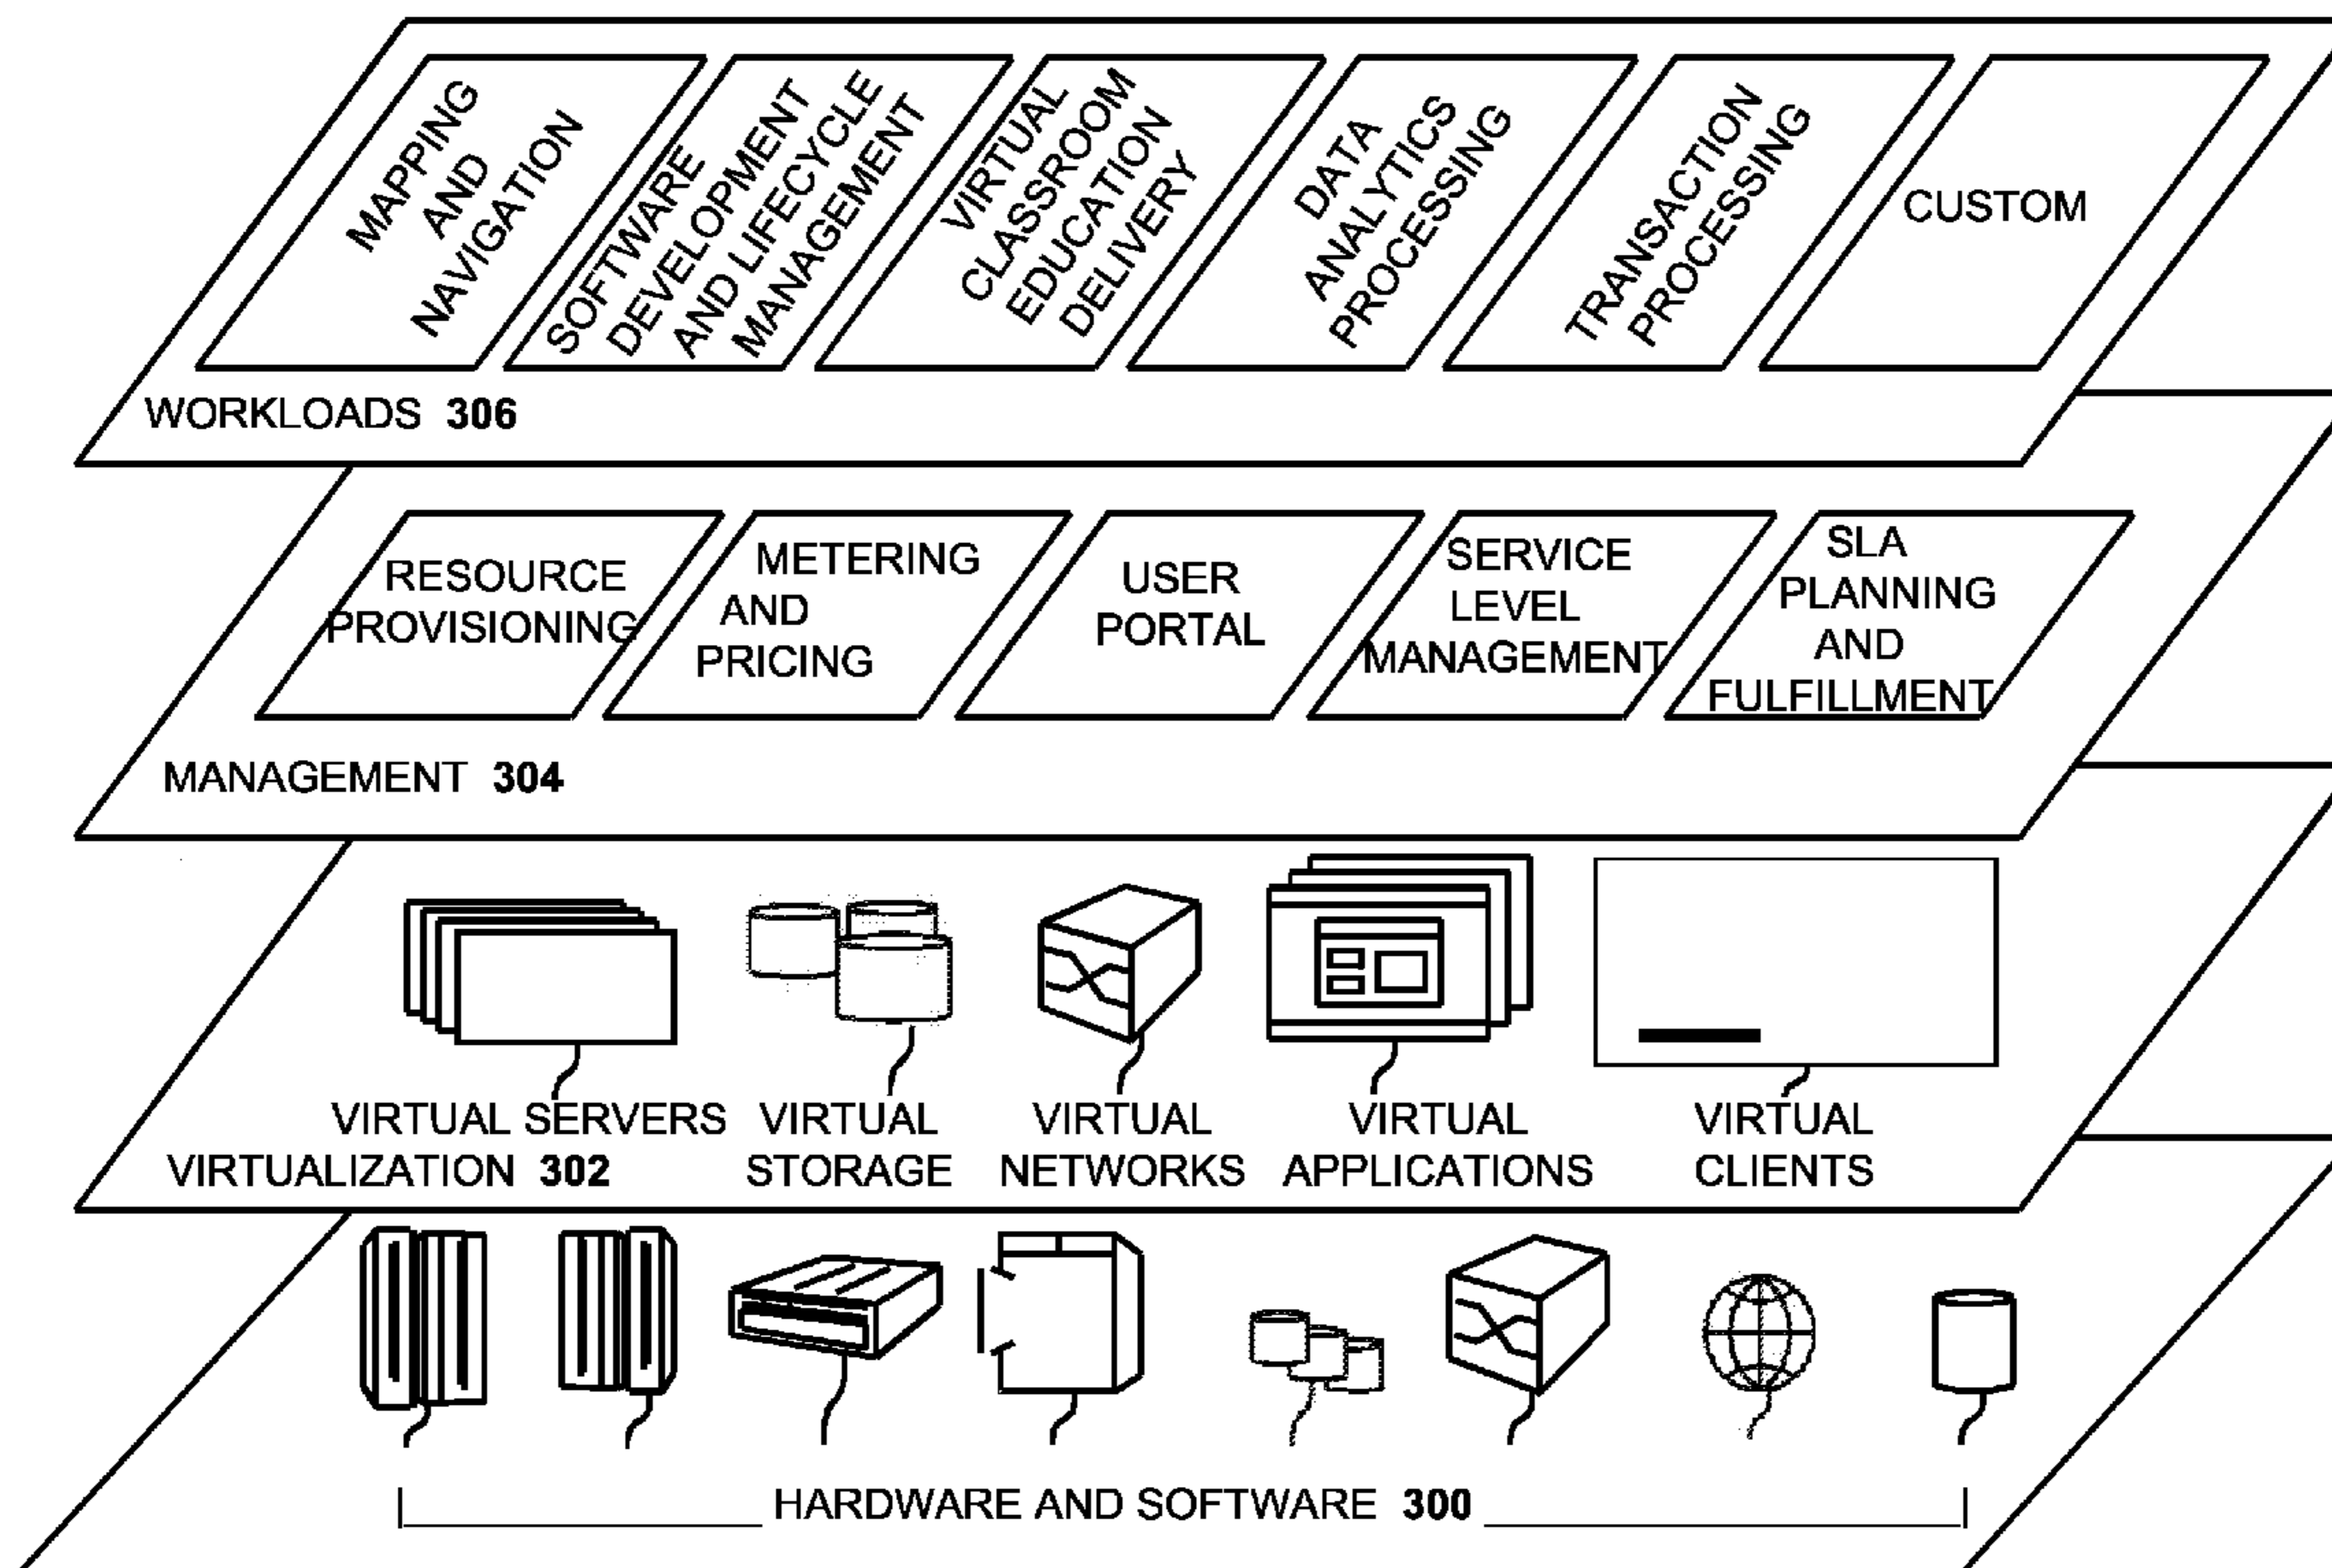 MAPPING
AND
NAVIGATION
SOFTWARE
DEVELOPMENT
AND LIFECYCLE
MANAGEMENT
VIRTUAL
CLASSROOM
EDUCATION
DELIVERY
DATA
ANALYTICS
PROCESSING
TRANSACTION
PROCESSING
CUSTOM
WORKLOADS 306
RESOURCE
PROVISIONING
METERING
AND
PRICING
USER
PORTAL
SERVICE
LEVEL
MANAGEMENT
SLA
PLANNING
AND
FULFILLMENT
MANAGEMENT 304
VIRTUAL SERVERS
VIRTUAL
STORAGE
VIRTUAL
NETWORKS
VIRTUAL
APPLICATIONS
VIRTUAL
CLIENTS
VIRTUALIZATION 302
HARDWARE AND SOFTWARE 300